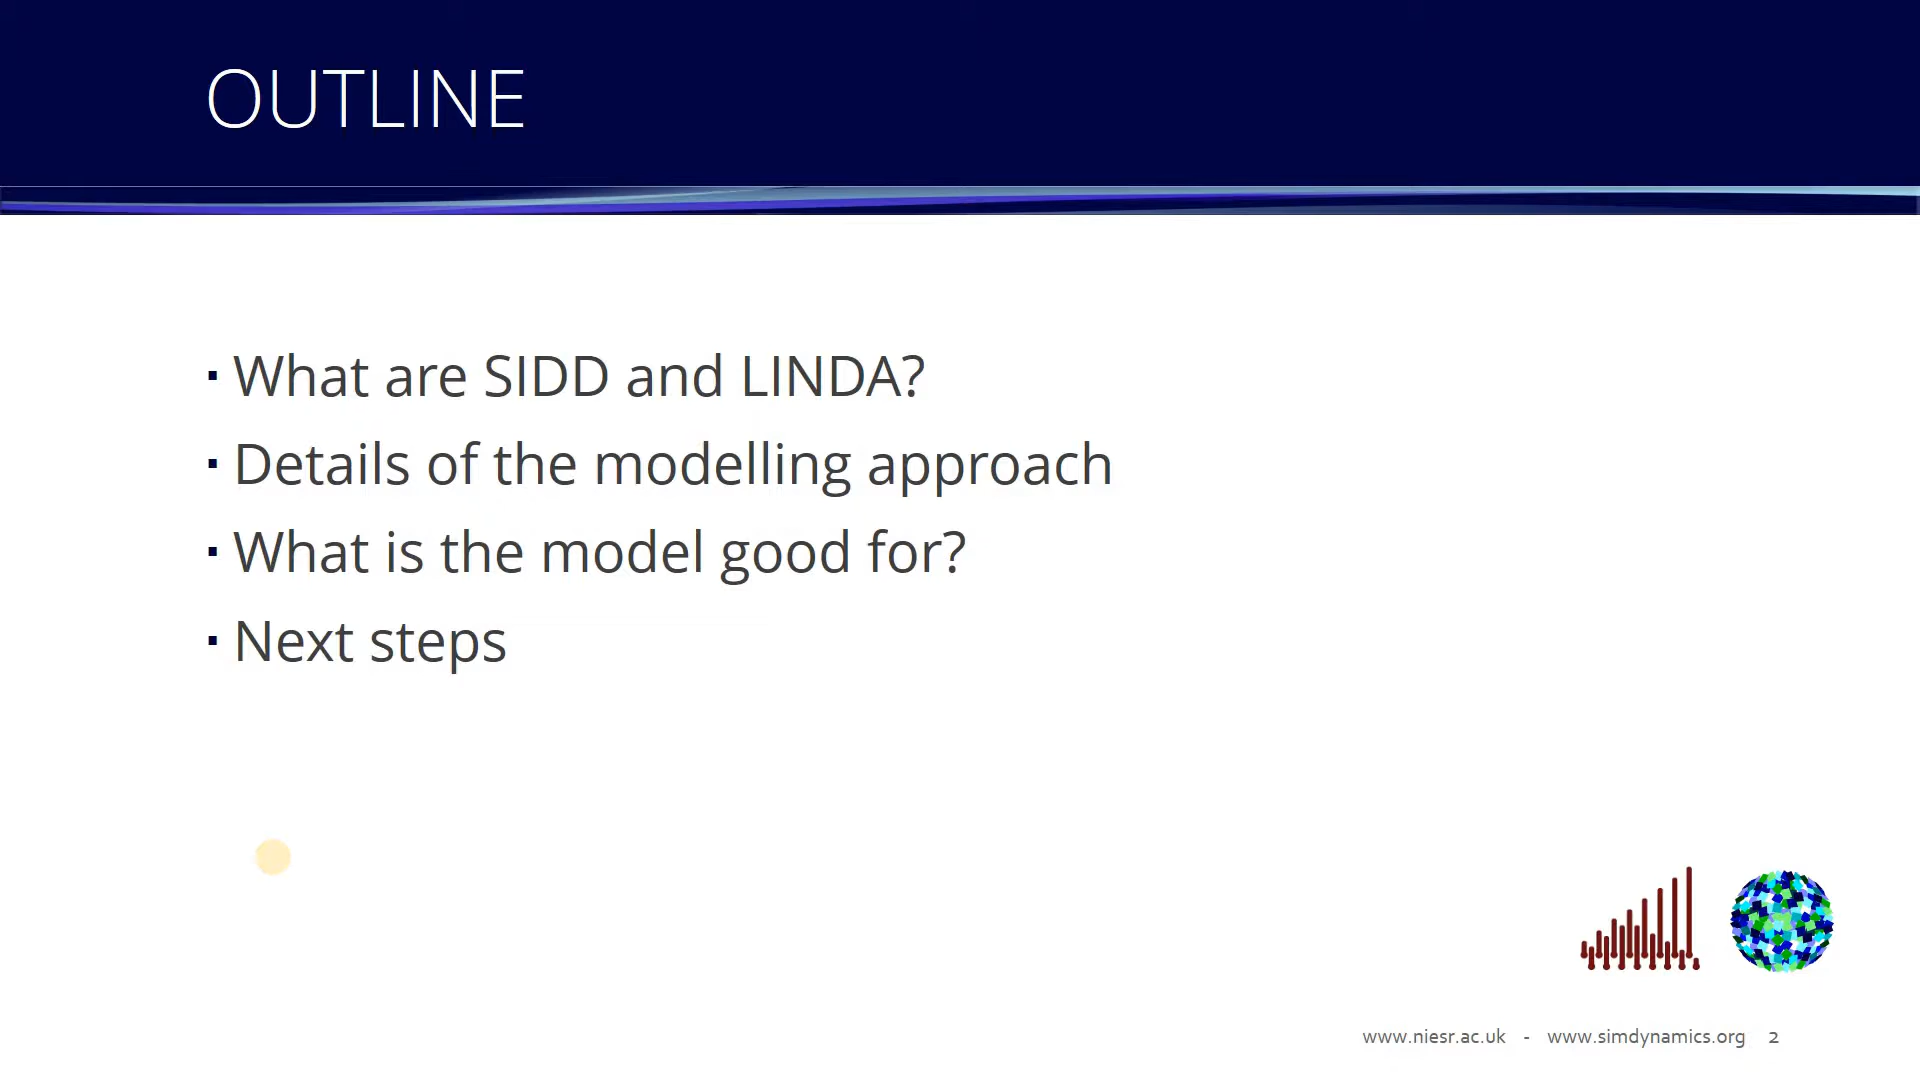 OUTLINE
▪ What are SIDD and LINDA?
▪ Details of the modelling approach
▪ What is the model good for?
▪ Next steps
www.niesr.ac.uk - www.simdynamics.org 2